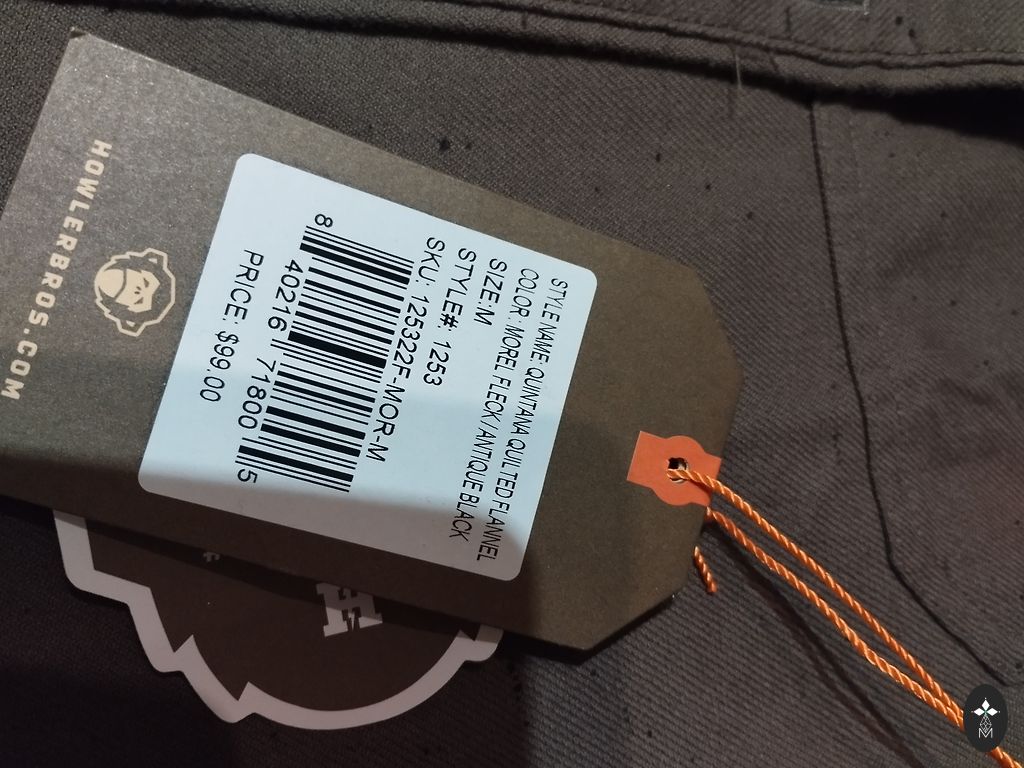 STYLE NAME: QUINTANA QUILTED FLANNEL
COLOR : MOREL FLECK / ANTIQUE BLACK
SIZE:M
STYLE#: 1253
SKU: 125322F-MOR-M
8 40216 71800 5
PRICE: $99.00
HOWLERBROS.COM
H
M